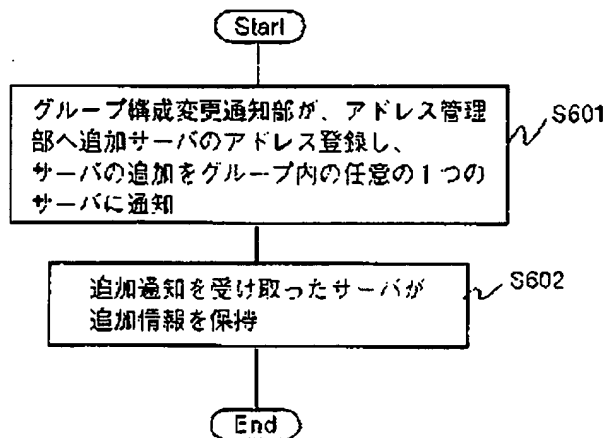 Start
グループ構成変更通知部が、アドレス管理
部へ追加サーバのアドレス登録し、
サーバの追加をグループ内の任意の1つの
サーバに通知
S601
追加通知を受け取ったサーバが
追加情報を保持
S602
End